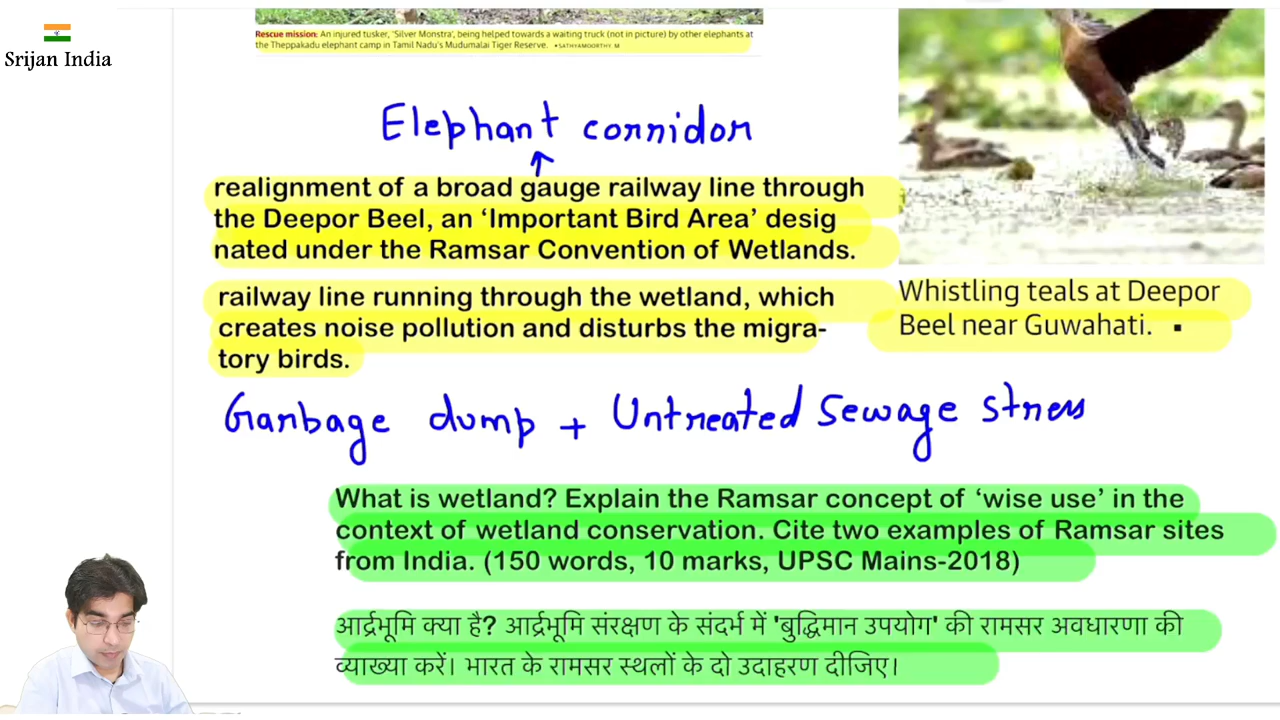 Srijan India
Rescue mission: An injured tusker, 'Silver Monstra', being helped towards a waiting truck (not in picture) by other elephants at
the Theppakadu elephant camp in Tamil Nadu's Mudumalai Tiger Reserve. • SATHYAMOORTHY. M
Elephant corridor
realignment of a broad gauge railway line through
the Deepor Beel, an ‘Important Bird Area’ desig
nated under the Ramsar Convention of Wetlands.
railway line running through the wetland, which
creates noise pollution and disturbs the migra-
tory birds.
Whistling teals at Deepor
Beel near Guwahati. ▪
Garbage dump + Untreated Sewage stress
What is wetland? Explain the Ramsar concept of ‘wise use’ in the
context of wetland conservation. Cite two examples of Ramsar sites
from India. (150 words, 10 marks, UPSC Mains-2018)
आर्द्रभूमि क्या है? आर्द्रभूमि संरक्षण के संदर्भ में 'बुद्धिमान उपयोग' की रामसर अवधारणा की
व्याख्या करें। भारत के रामसर स्थलों के दो उदाहरण दीजिए।